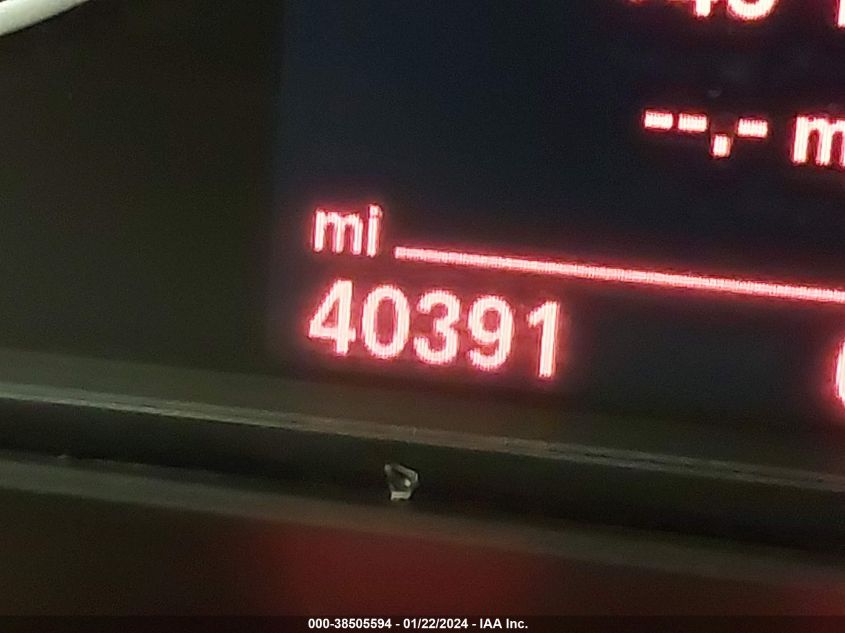 --.- m
mi
40391
000-38505594 - 01/22/2024 - IAA Inc.